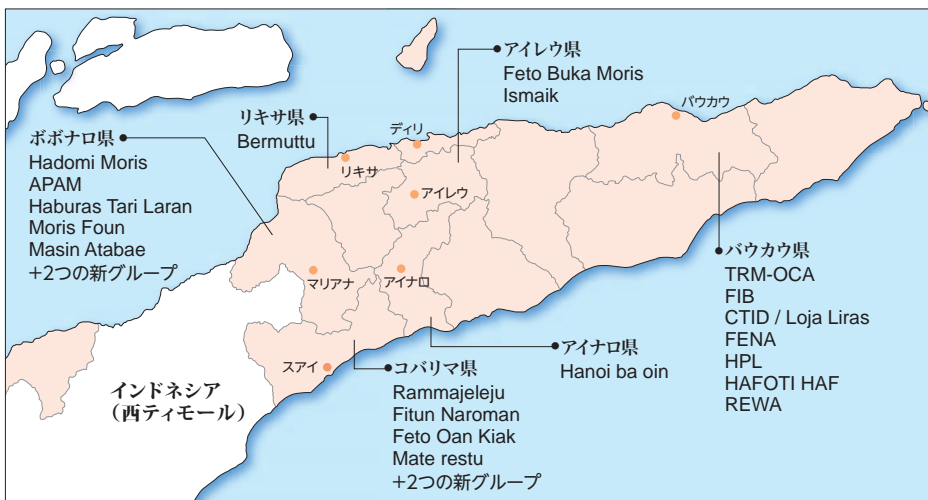 アイレウ県
Feto Buka Moris
Ismaik
リキサ県
Bermuttu
ボボナロ県
Hadomi Moris
APAM
Haburas Tari Laran
Moris Foun
Masin Atabae
+2つの新グループ
ディリ
バウカウ
リキサ
アイレウ
マリアナ
アイナロ
スアイ
バウカウ県
TRM-OCA
FIB
CTID / Loja Liras
FENA
HPL
HAFOTI HAF
REWA
アイナロ県
Hanoi ba oin
コバリマ県
Rammajeleju
Fitun Naroman
Feto Oan Kiak
Mate restu
+2つの新グループ
インドネシア
（西ティモール）